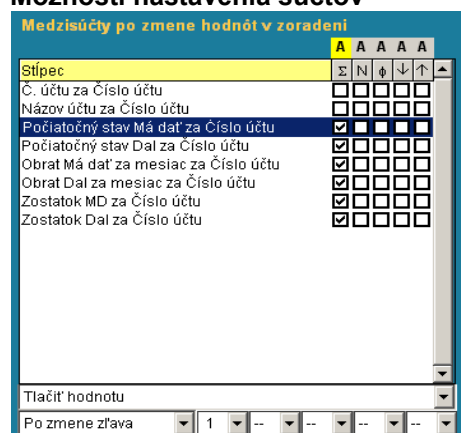 Možnosti nastavenia súčtov
Medzisúčty po zmene hodnôt v zoradení
A A A A A
Stĺpec Σ N ϕ ↓ ↑
Č. účtu za Číslo účtu
Názov účtu za Číslo účtu
Počiatočný stav Má dať za Číslo účtu
Počiatočný stav Dal za Číslo účtu
Obrat Má dať za mesiac za Číslo účtu
Obrat Dal za mesiac za Číslo účtu
Zostatok MD za Číslo účtu
Zostatok Dal za Číslo účtu
Tlačiť hodnotu
Po zmene zľava 1 -- -- -- --